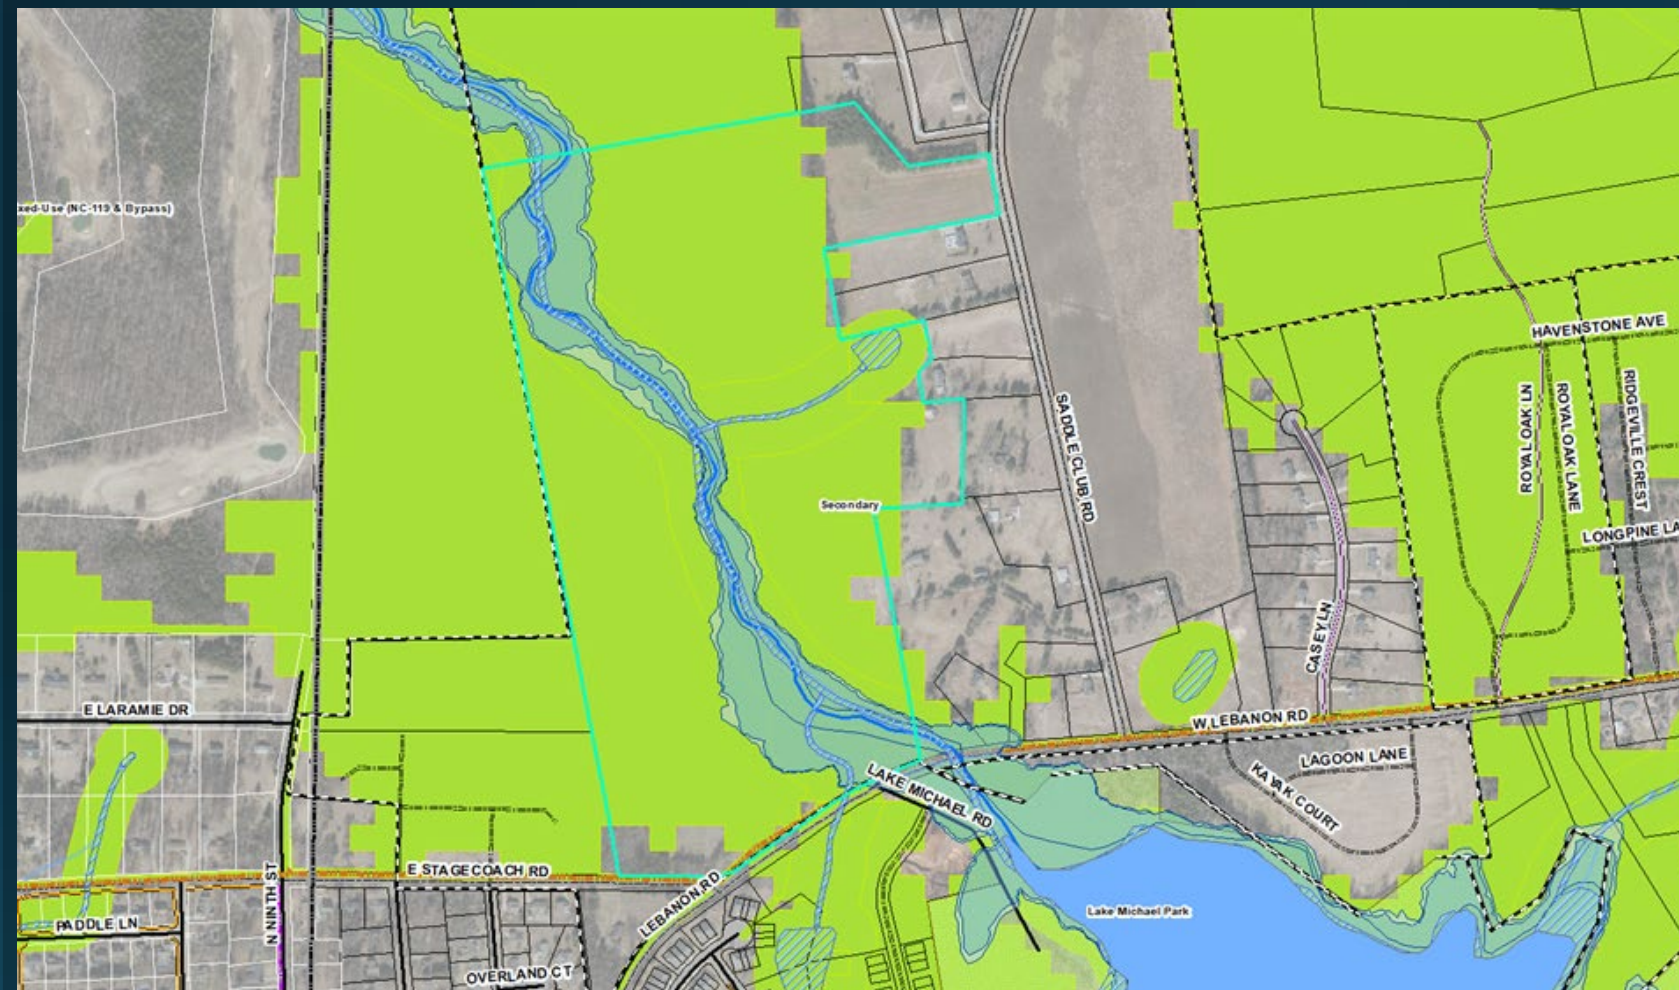 xed-Use (NC-119 & Bypass)
HAVENSTONE AVE
ROYAL OAK LN
ROYAL OAK LANE
RIDGEVILLE CREST
SADDLE CLUB RD
Secondary
LONGPINE LA
CASEY LN
E LARAMIE DR
W LEBANON RD
LAGOON LANE
KAYAK COURT
LAKE MICHAEL RD
E STAGECOACH RD
LEBANON RD
N NINTH ST
PADDLE LN
Lake Michael Park
OVERLAND CT